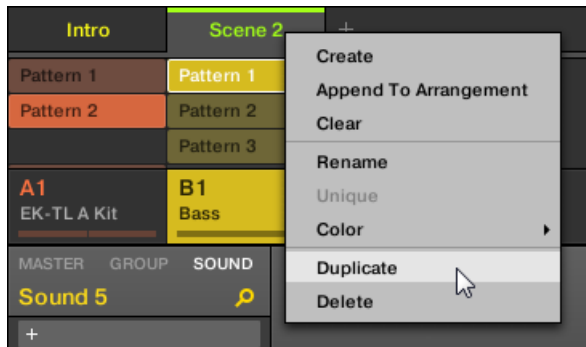 Intro
Scene 2
+
Pattern 1
Pattern 1
Pattern 2
Pattern 2
Pattern 3
A1
EK-TL A Kit
B1
Bass
MASTER GROUP SOUND
Sound 5
+
Create
Append To Arrangement
Clear
Rename
Unique
Color
Duplicate
Delete